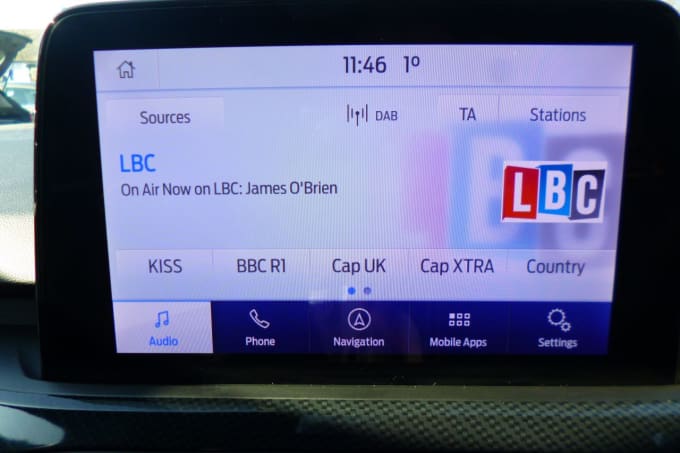 11:46 1°
Sources
DAB
TA
Stations
LBC
On Air Now on LBC: James O'Brien
LBC
KISS
BBC R1
Cap UK
Cap XTRA
Country
Audio
Phone
Navigation
Mobile Apps
Settings